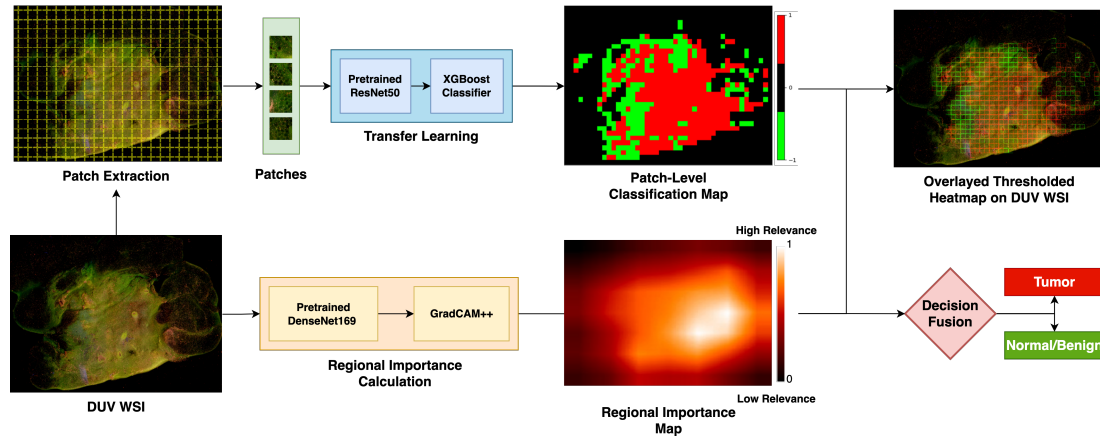 Patch Extraction
Patches
Pretrained
ResNet50
XGBoost
Classifier
Transfer Learning
1
0
−1
Patch-Level
Classification Map
Overlayed Thresholded
Heatmap on DUV WSI
DUV WSI
Pretrained
DenseNet169
GradCAM++
Regional Importance
Calculation
High Relevance
1
0
Low Relevance
Regional Importance
Map
Decision
Fusion
Tumor
Normal/Benign